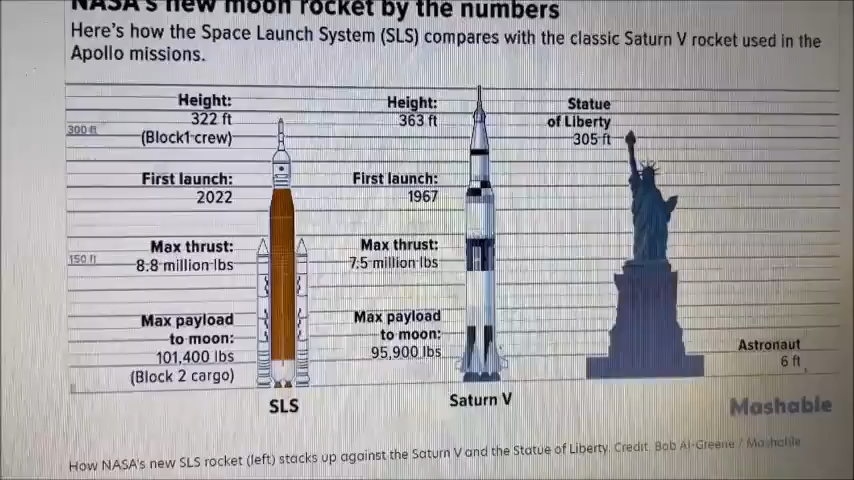 NASA's new moon rocket by the numbers
Here's how the Space Launch System (SLS) compares with the classic Saturn V rocket used in the
Apollo missions.
Height:
322 ft
(Block1 crew)
First launch:
2022
Max thrust:
8.8 million lbs
Max payload
to moon:
101,400 lbs
(Block 2 cargo)
SLS
Height:
363 ft
First launch:
1967
Max thrust:
7.5 million lbs
Max payload
to moon:
95,900 lbs
Saturn V
Statue
of Liberty
305 ft
Astronaut
6 ft
300 ft
150 ft
Mashable
How NASA's new SLS rocket (left) stacks up against the Saturn V and the Statue of Liberty. Credit: Bob Al-Greene / Mashable